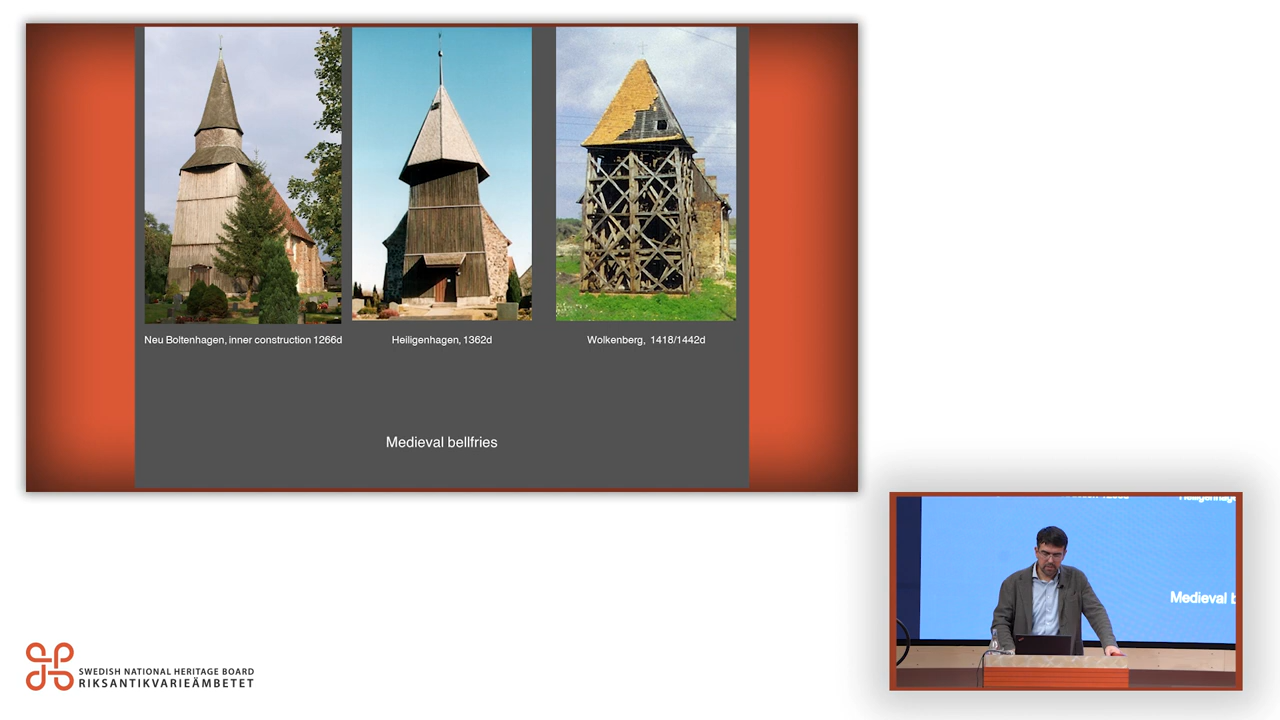 Neu Boltenhagen, inner construction 1266d
Heiligenhagen, 1362d
Wolkenberg, 1418/1442d
Medieval bellfries
Medieval b
SWEDISH NATIONAL HERITAGE BOARD
RIKSANTIKVARIEÄMBETET